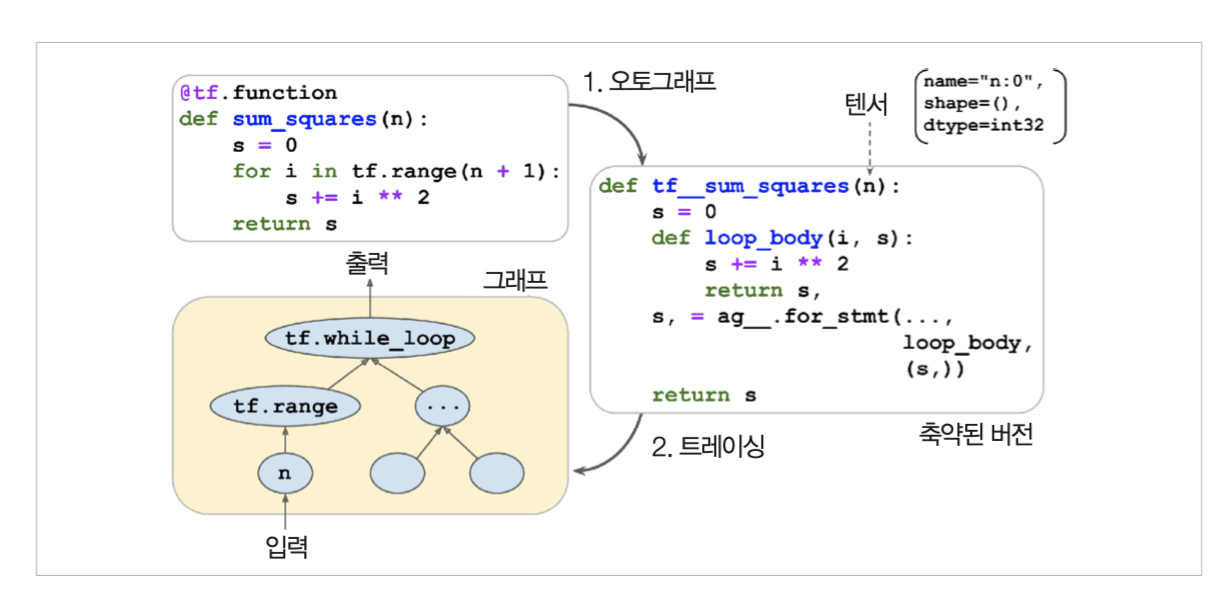 @tf.function
def sum_squares(n):
    s = 0
    for i in tf.range(n + 1):
        s += i ** 2
    return s
1. 오토그래프
텐서
name="n:0",
shape=(),
dtype=int32
def tf__sum_squares(n):
    s = 0
    def loop_body(i, s):
        s += i ** 2
        return s,
    s, = ag__.for_stmt(...,
                       loop_body,
                       (s,))
    return s
축약된 버전
2. 트레이싱
출력
그래프
tf.while_loop
tf.range
...
n
입력